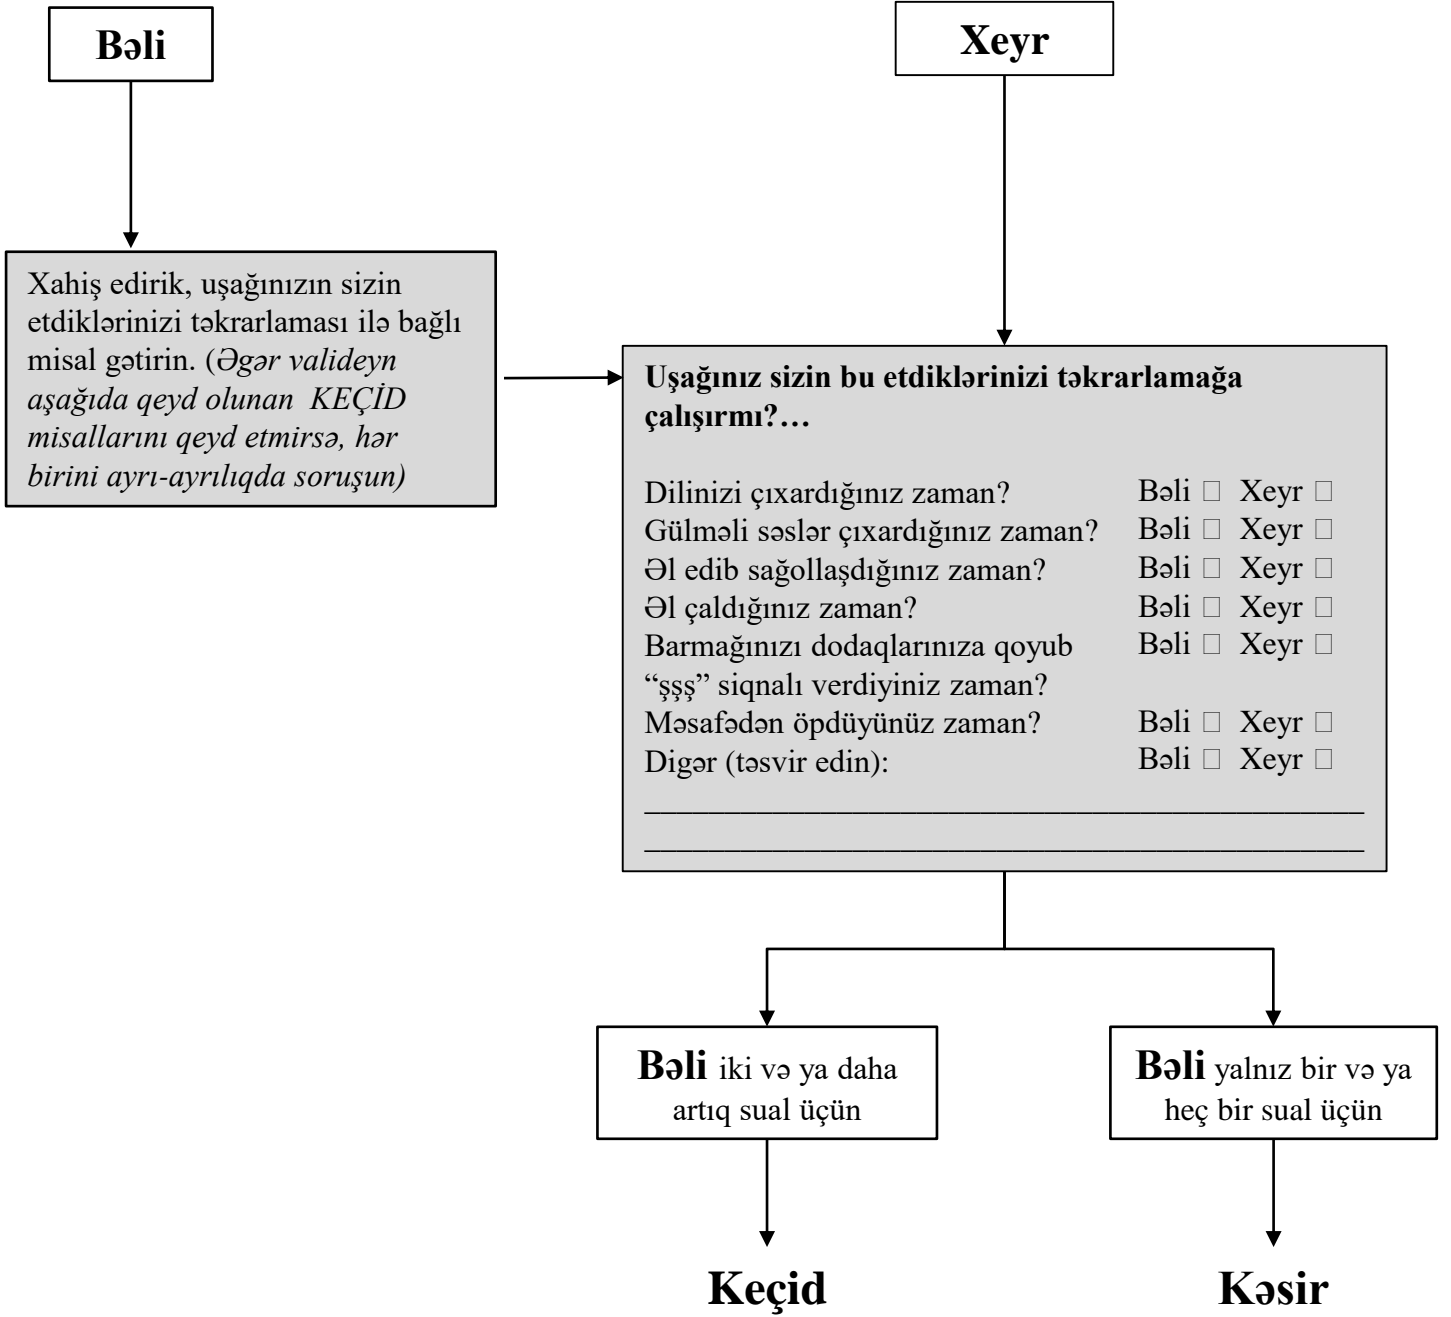 Bəli
Xeyr
Xahiş edirik, uşağınızın sizin
etdiklərinizi təkrarlaması ilə bağlı
misal gətirin. (Əgər valideyn
aşağıda qeyd olunan KEÇİD
misallarını qeyd etmirsə, hər
birini ayrı-ayrılıqda soruşun)
Uşağınız sizin bu etdiklərinizi təkrarlamağa
çalışırmı?…
Dilinizi çıxardığınız zaman? Bəli □ Xeyr □
Gülməli səslər çıxardığınız zaman? Bəli □ Xeyr □
Əl edib sağollaşdığınız zaman? Bəli □ Xeyr □
Əl çaldığınız zaman? Bəli □ Xeyr □
Barmağınızı dodaqlarınıza qoyub Bəli □ Xeyr □
“şşş” siqnalı verdiyiniz zaman?
Məsafədən öpdüyünüz zaman? Bəli □ Xeyr □
Digər (təsvir edin): Bəli □ Xeyr □
_____________________________________________
_____________________________________________
Bəli iki və ya daha
artıq sual üçün
Bəli yalnız bir və ya
heç bir sual üçün
Keçid
Kəsir